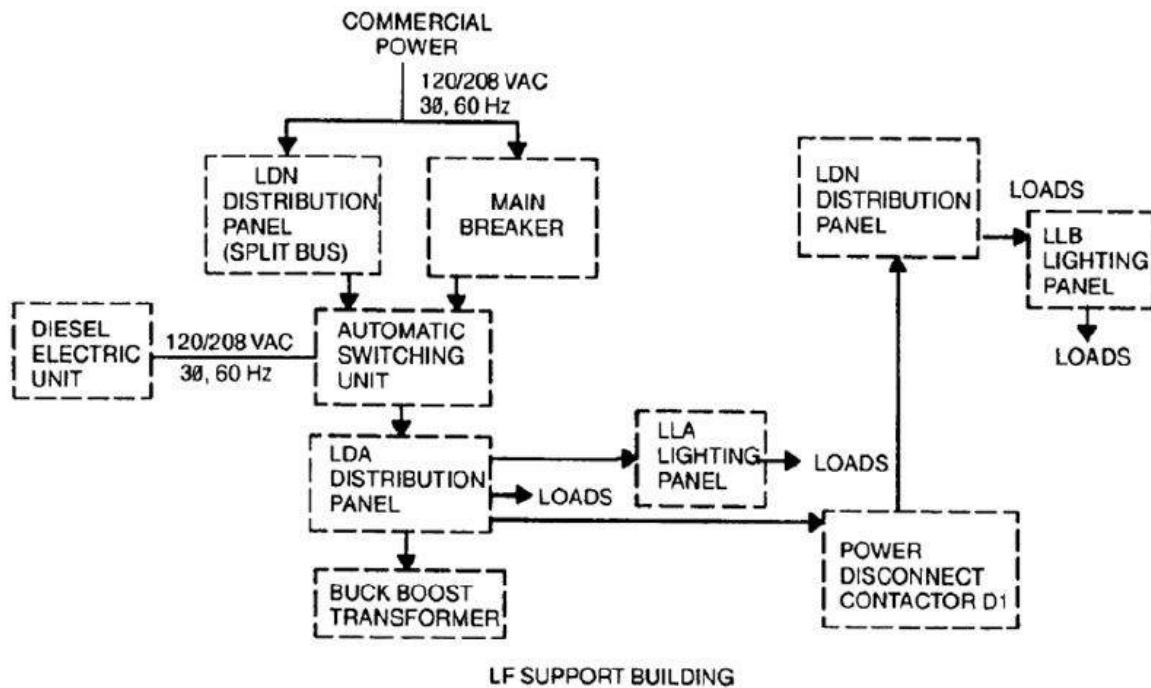 COMMERCIAL
POWER
120/208 VAC
3Ø, 60 Hz
LDN
DISTRIBUTION
PANEL
(SPLIT BUS)
MAIN
BREAKER
LDN
DISTRIBUTION
PANEL
LOADS
LLB
LIGHTING
PANEL
LOADS
DIESEL
ELECTRIC
UNIT
120/208 VAC
3Ø, 60 Hz
AUTOMATIC
SWITCHING
UNIT
LDA
DISTRIBUTION
PANEL
LLA
LIGHTING
PANEL
LOADS
LOADS
POWER
DISCONNECT
CONTACTOR D1
BUCK BOOST
TRANSFORMER
LF SUPPORT BUILDING